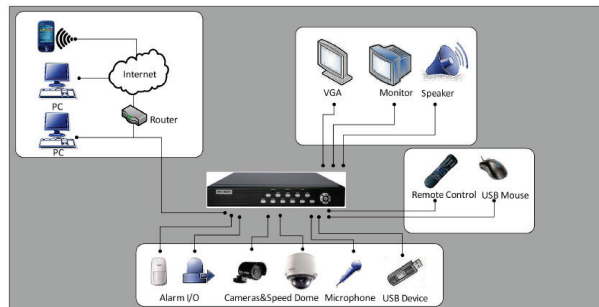 Internet
PC
Router
PC
VGA
Monitor
Speaker
Remote Control
USB Mouse
Alarm I/O
Cameras&Speed Dome
Microphone
USB Device